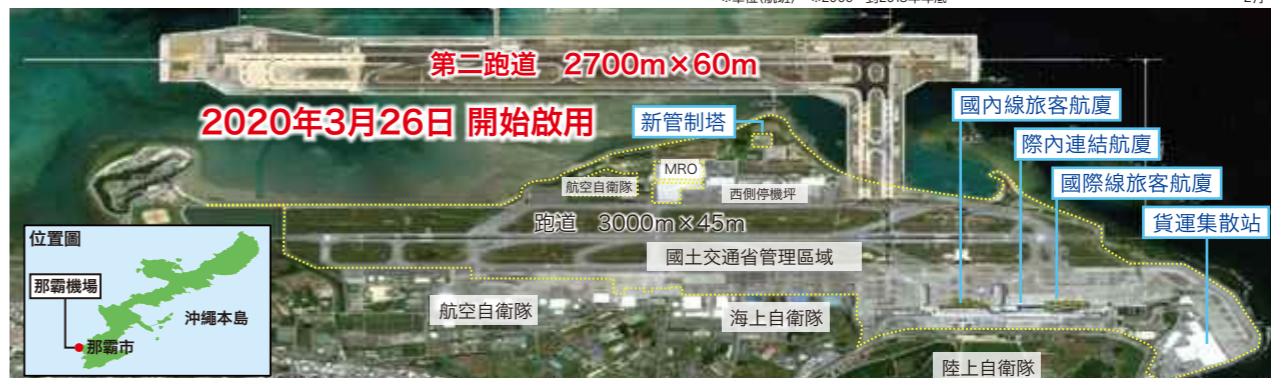 第二跑道 2700m×60m
2020年3月26日 開始啟用
新管制塔
國內線旅客航廈
際內連結航廈
國際線旅客航廈
貨運集散站
MRO
航空自衛隊
西側停機坪
跑道 3000m×45m
國土交通省管理區域
航空自衛隊
海上自衛隊
陸上自衛隊
位置圖
那霸機場
沖繩本島
那霸市